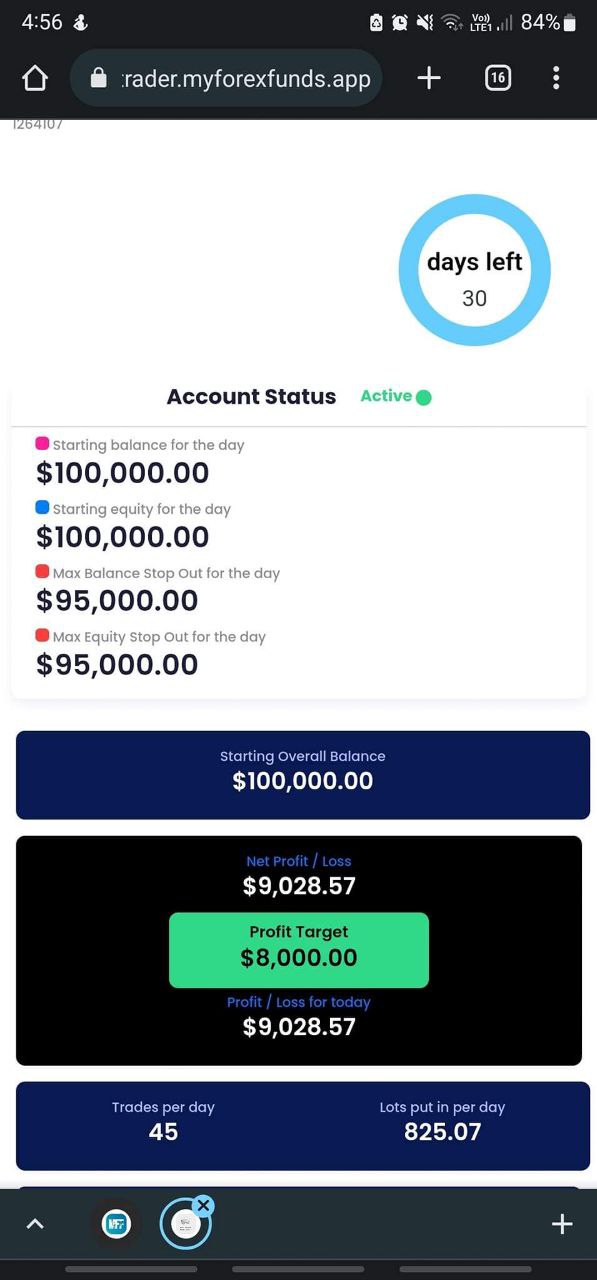 4:56
Vo))
LTE1
84%
:rader.myforexfunds.app
16
1264107
days left
30
Account Status Active
Starting balance for the day
$100,000.00
Starting equity for the day
$100,000.00
Max Balance Stop Out for the day
$95,000.00
Max Equity Stop Out for the day
$95,000.00
Starting Overall Balance
$100,000.00
Net Profit / Loss
$9,028.57
Profit Target
$8,000.00
Profit / Loss for today
$9,028.57
Trades per day Lots put in per day
45 825.07